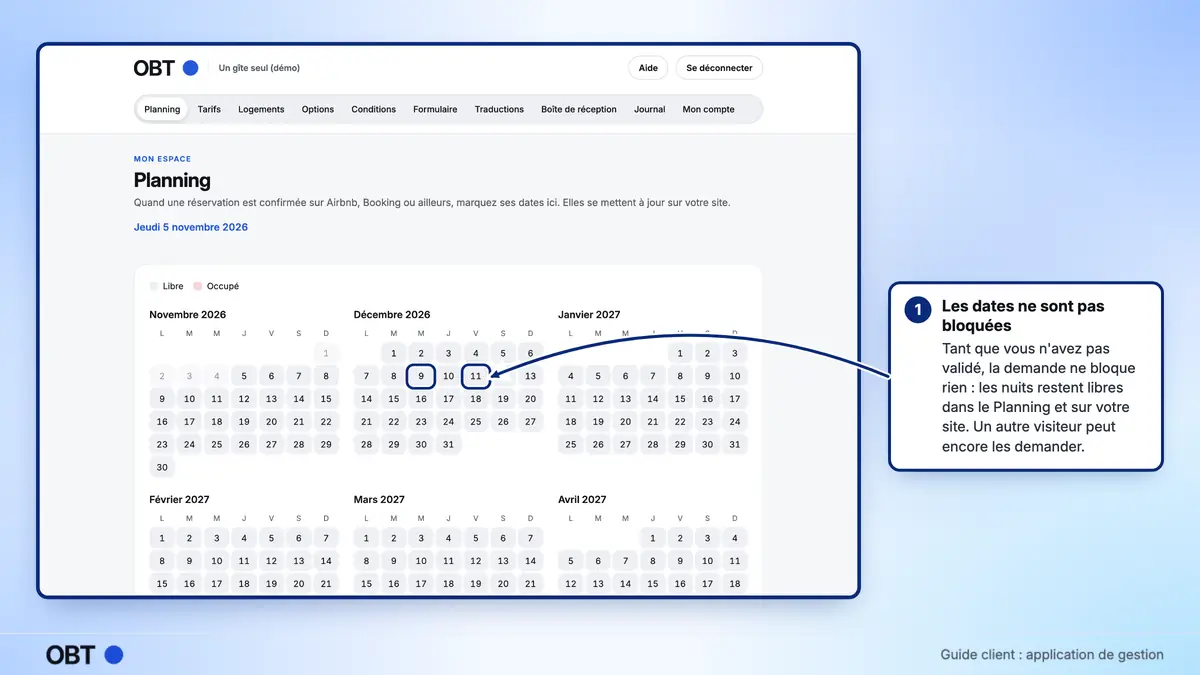 OBT
Un gîte seul (démo)
Aide
Se déconnecter
Planning
Tarifs
Logements
Options
Conditions
Formulaire
Traductions
Boîte de réception
Journal
Mon compte
MON ESPACE
Planning
Quand une réservation est confirmée sur Airbnb, Booking ou ailleurs, marquez ses dates ici. Elles se mettent à jour sur votre site.
Jeudi 5 novembre 2026
Libre
Occupé
Novembre 2026
L M M J V S D
1
2 3 4 5 6 7 8
9 10 11 12 13 14 15
16 17 18 19 20 21 22
23 24 25 26 27 28 29
30
Décembre 2026
L M M J V S D
1 2 3 4 5 6
7 8 9 10 11 13
14 15 16 17 18 19 20
21 22 23 24 25 26 27
28 29 30 31
Janvier 2027
L M M J V S D
1 2 3
4 5 6 7 8 9 10
11 12 13 14 15 16 17
18 19 20 21 22 23 24
25 26 27 28 29 30 31
Février 2027
L M M J V S D
1 2 3 4 5 6 7
8 9 10 11 12 13 14
15 16 17 18 19 20 21
Mars 2027
L M M J V S D
1 2 3 4 5 6 7
8 9 10 11 12 13 14
15 16 17 18 19 20 21
Avril 2027
L M M J V S D
1 2 3 4
5 6 7 8 9 10 11
12 13 14 15 16 17 18
1
Les dates ne sont pas
bloquées
Tant que vous n'avez pas
validé, la demande ne bloque
rien : les nuits restent libres
dans le Planning et sur votre
site. Un autre visiteur peut
encore les demander.
OBT
Guide client : application de gestion